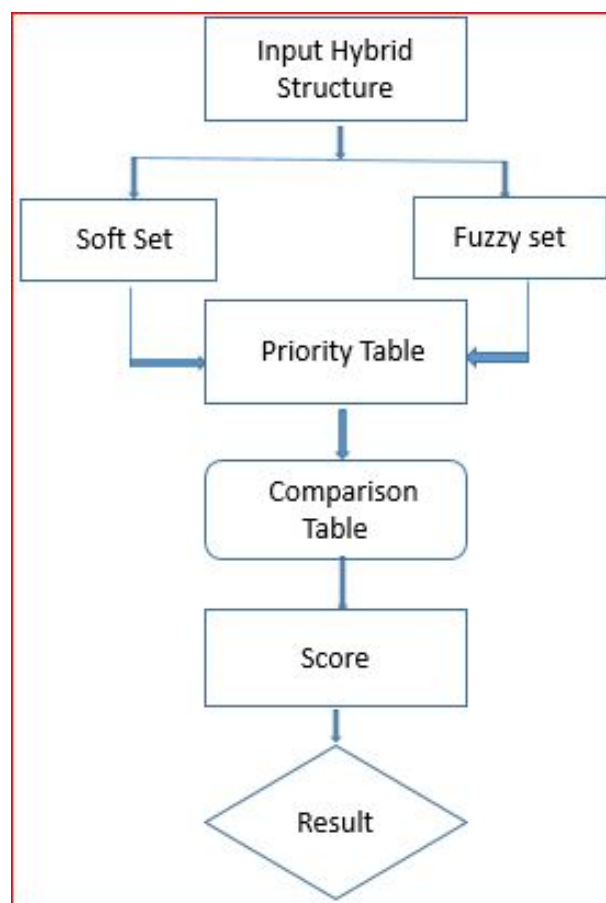 Input Hybrid
Structure
Soft Set
Fuzzy set
Priority Table
Comparison
Table
Score
Result